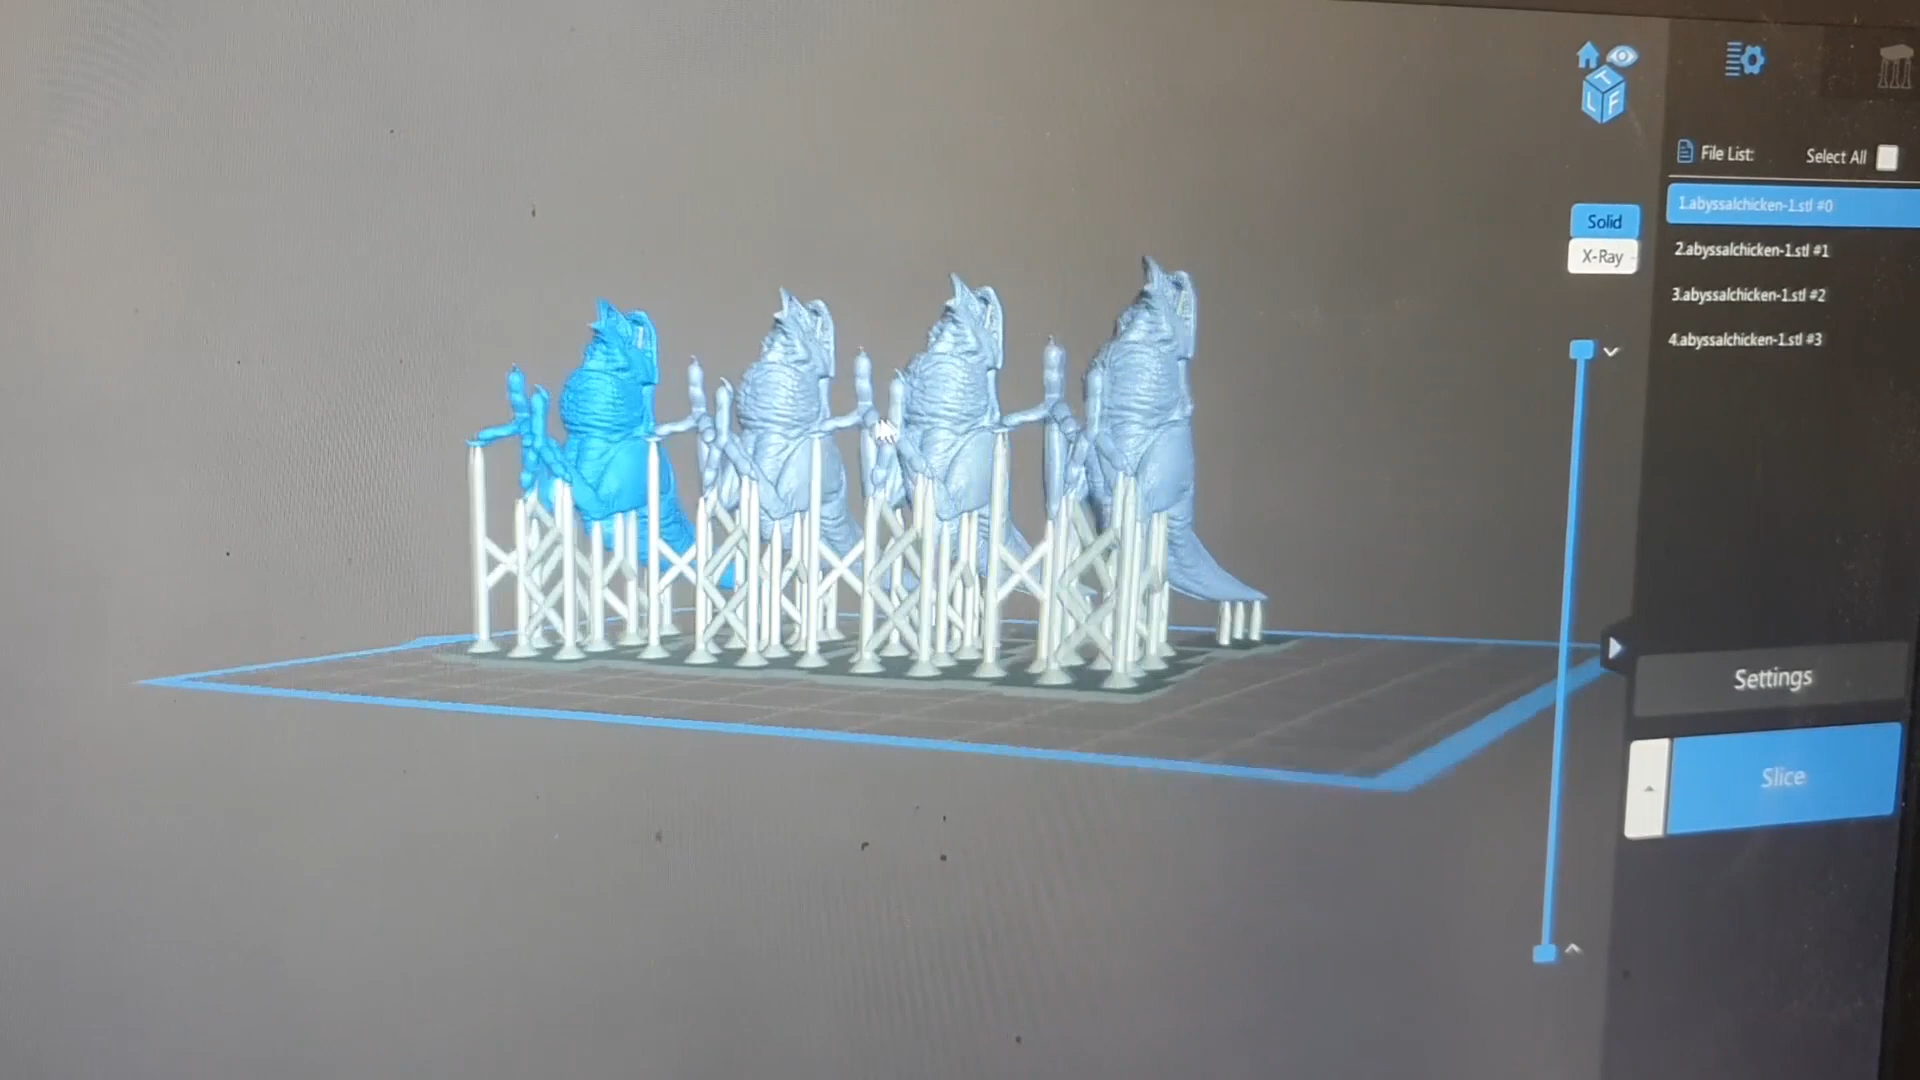 T
L F
File List:
Select All
1.abyssalchicken-1.stl #0
Solid
2.abyssalchicken-1.stl #1
X-Ray
3.abyssalchicken-1.stl #2
4.abyssalchicken-1.stl #3
Settings
Slice